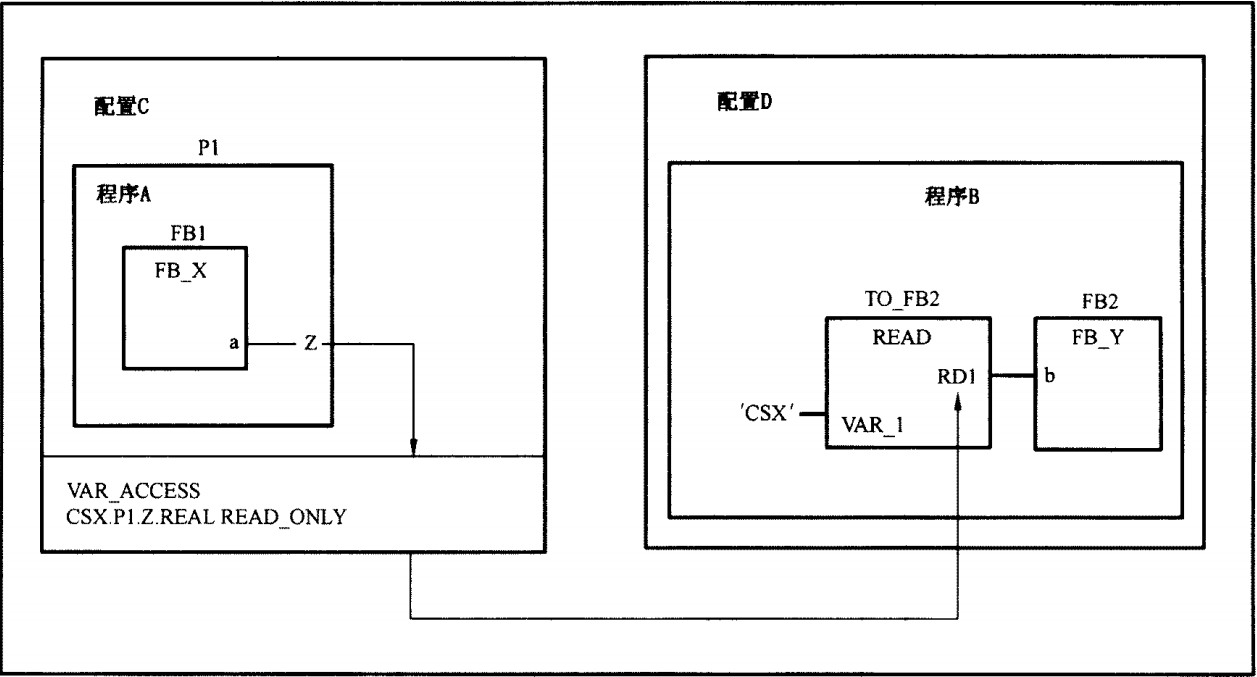 配置C
P1
程序A
FB1
FB_X
a
Z
VAR_ACCESS
CSX.P1.Z.REAL READ_ONLY
配置D
程序B
TO_FB2
READ
RD1
'CSX'
VAR_1
FB2
FB_Y
b